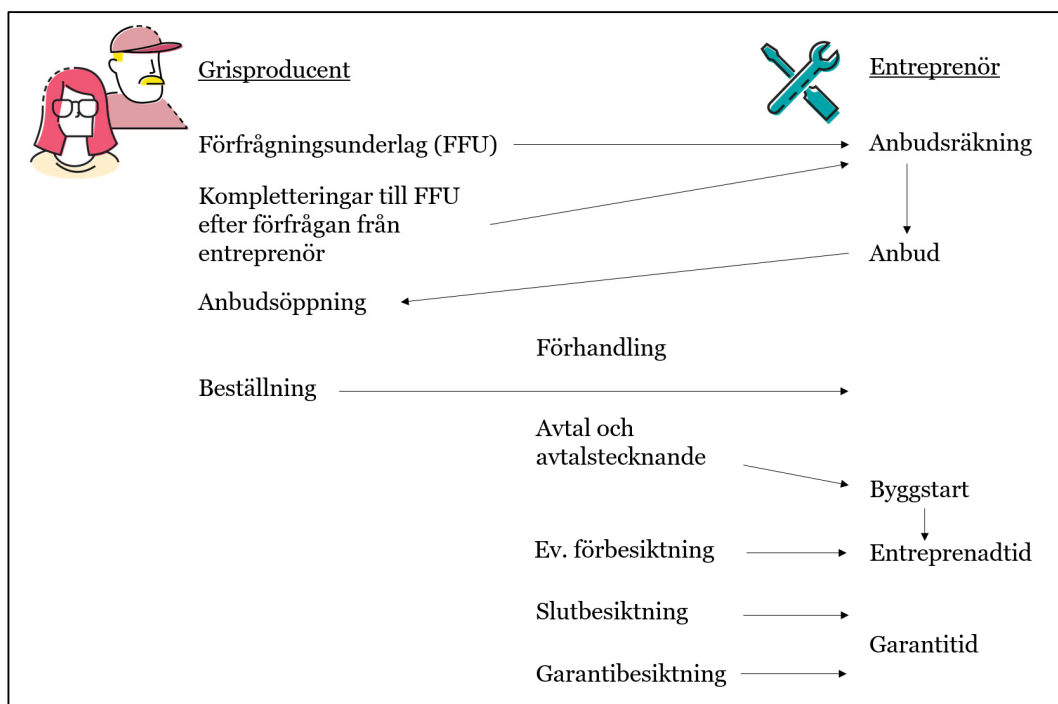 Grisproducent
Entreprenör
Förfrågningsunderlag (FFU)
Anbudsräkning
Kompletteringar till FFU
efter förfrågan från
entreprenör
Anbud
Anbudsöppning
Förhandling
Beställning
Avtal och
avtalstecknande
Byggstart
Ev. förbesiktning
Entreprenadtid
Slutbesiktning
Garantitid
Garantibesiktning